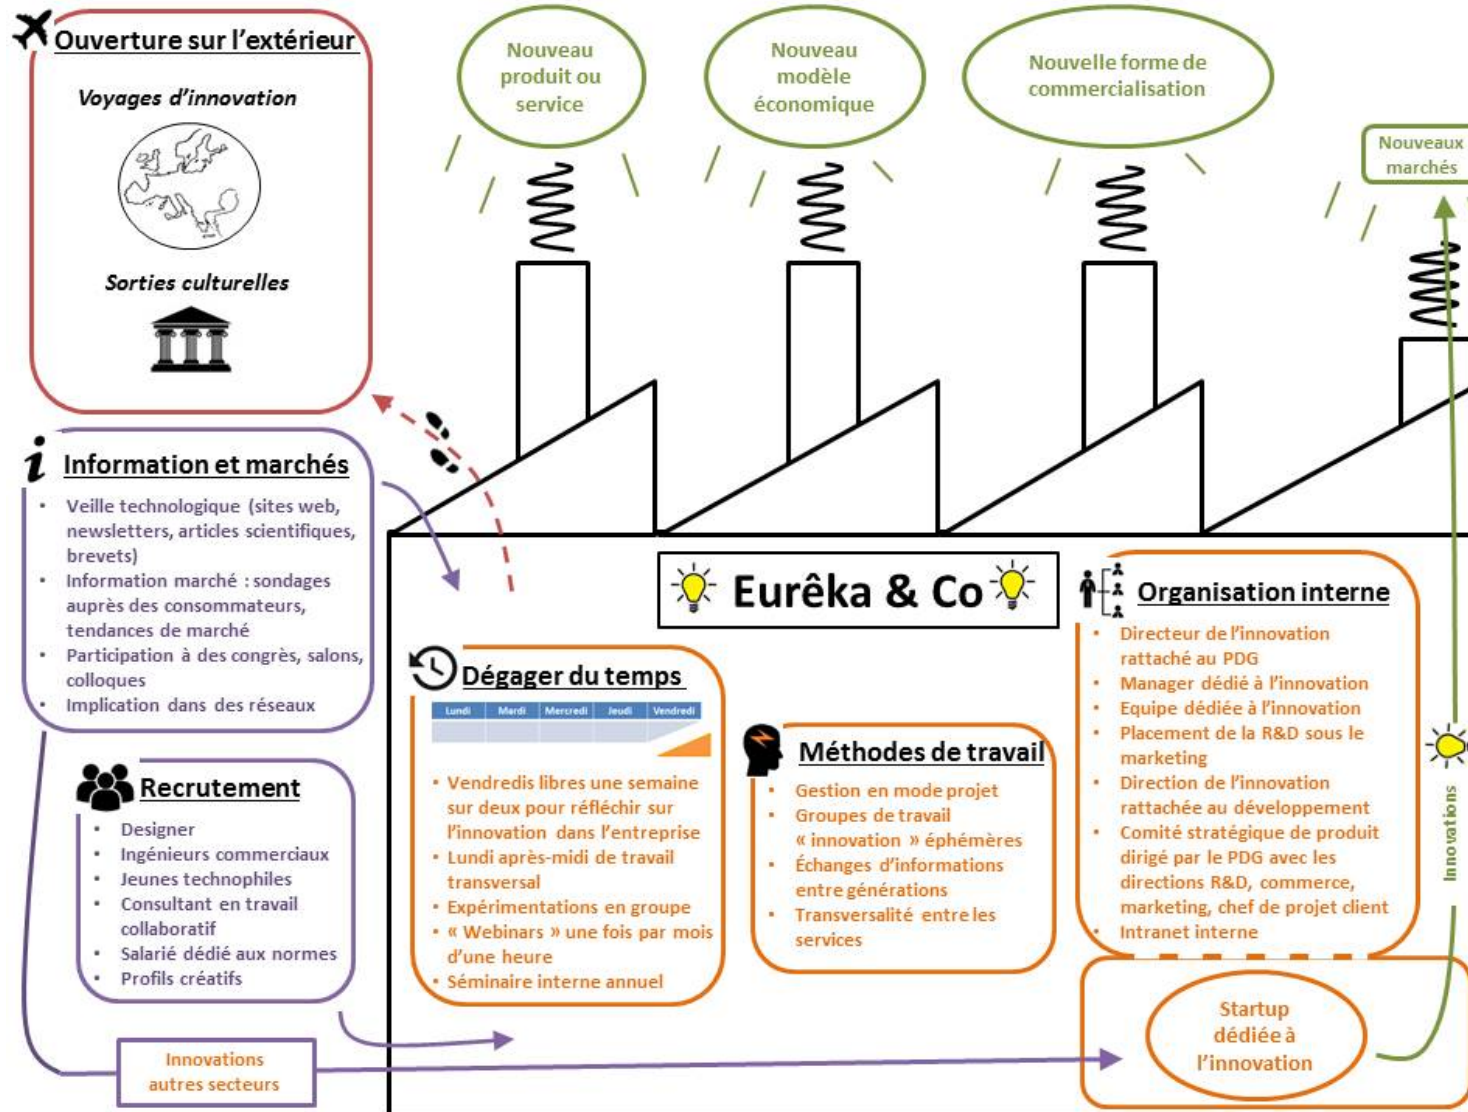 Ouverture sur l'extérieur
Voyages d'innovation
Sorties culturelles
Nouveau
produit ou
service
Nouveau
modèle
économique
Nouvelle forme de
commercialisation
Nouveaux
marchés
Information et marchés
• Veille technologique (sites web,
newsletters, articles scientifiques,
brevets)
• Information marché : sondages
auprès des consommateurs,
tendances de marché
• Participation à des congrès, salons,
colloques
• Implication dans des réseaux
Recrutement
• Designer
• Ingénieurs commerciaux
• Jeunes technophiles
• Consultant en travail
collaboratif
• Salarié dédié aux normes
• Profils créatifs
Innovations
autres secteurs
Eurêka & Co
Dégager du temps
Lundi Mardi Mercredi Jeudi Vendredi
• Vendredis libres une semaine
sur deux pour réfléchir sur
l'innovation dans l'entreprise
• Lundi après-midi de travail
transversal
• Expérimentations en groupe
• « Webinars » une fois par mois
d'une heure
• Séminaire interne annuel
Méthodes de travail
• Gestion en mode projet
• Groupes de travail
« innovation » éphémères
• Échanges d'informations
entre générations
• Transversalité entre les
services
Organisation interne
• Directeur de l'innovation
rattaché au PDG
• Manager dédié à l'innovation
• Equipe dédiée à l'innovation
• Placement de la R&D sous le
marketing
• Direction de l'innovation
rattachée au développement
• Comité stratégique de produit
dirigé par le PDG avec les
directions R&D, commerce,
marketing, chef de projet client
• Intranet interne
Startup
dédiée à
l'innovation
Innovations